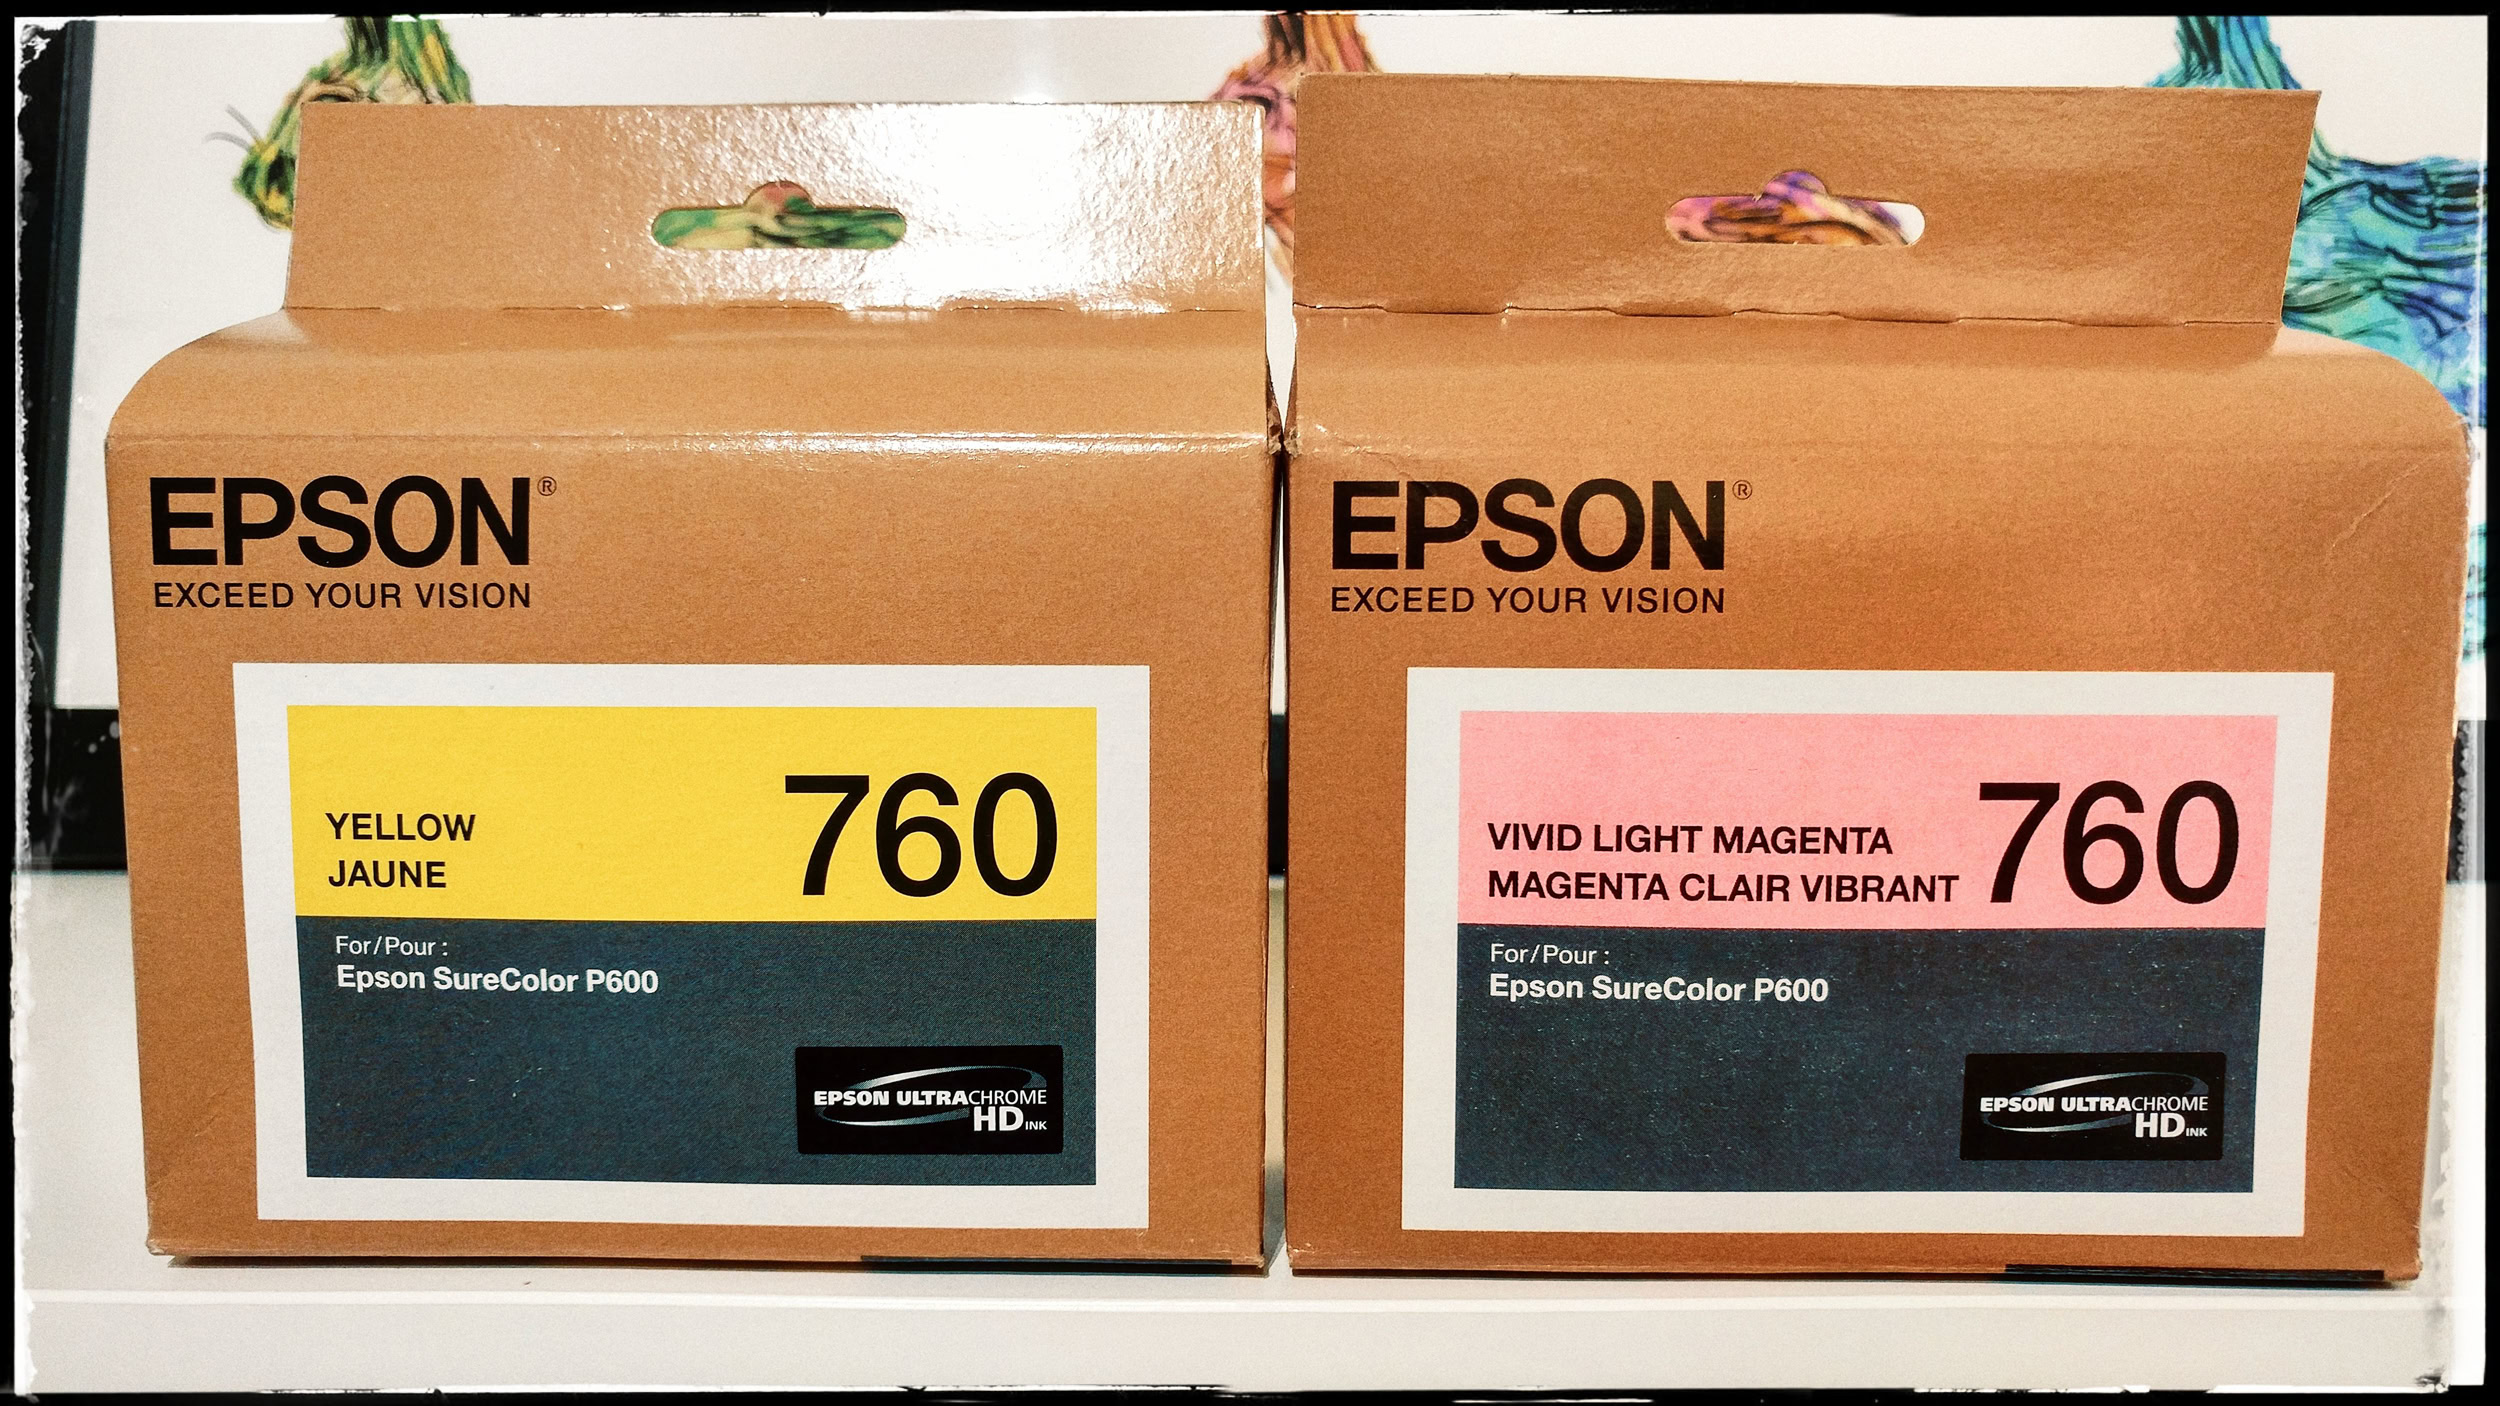 EPSON®
EXCEED YOUR VISION
YELLOW
JAUNE
760
For/Pour :
Epson SureColor P600
EPSON ULTRACHROME
HD INK
EPSON®
EXCEED YOUR VISION
VIVID LIGHT MAGENTA
MAGENTA CLAIR VIBRANT
760
For/Pour :
Epson SureColor P600
EPSON ULTRACHROME
HD INK